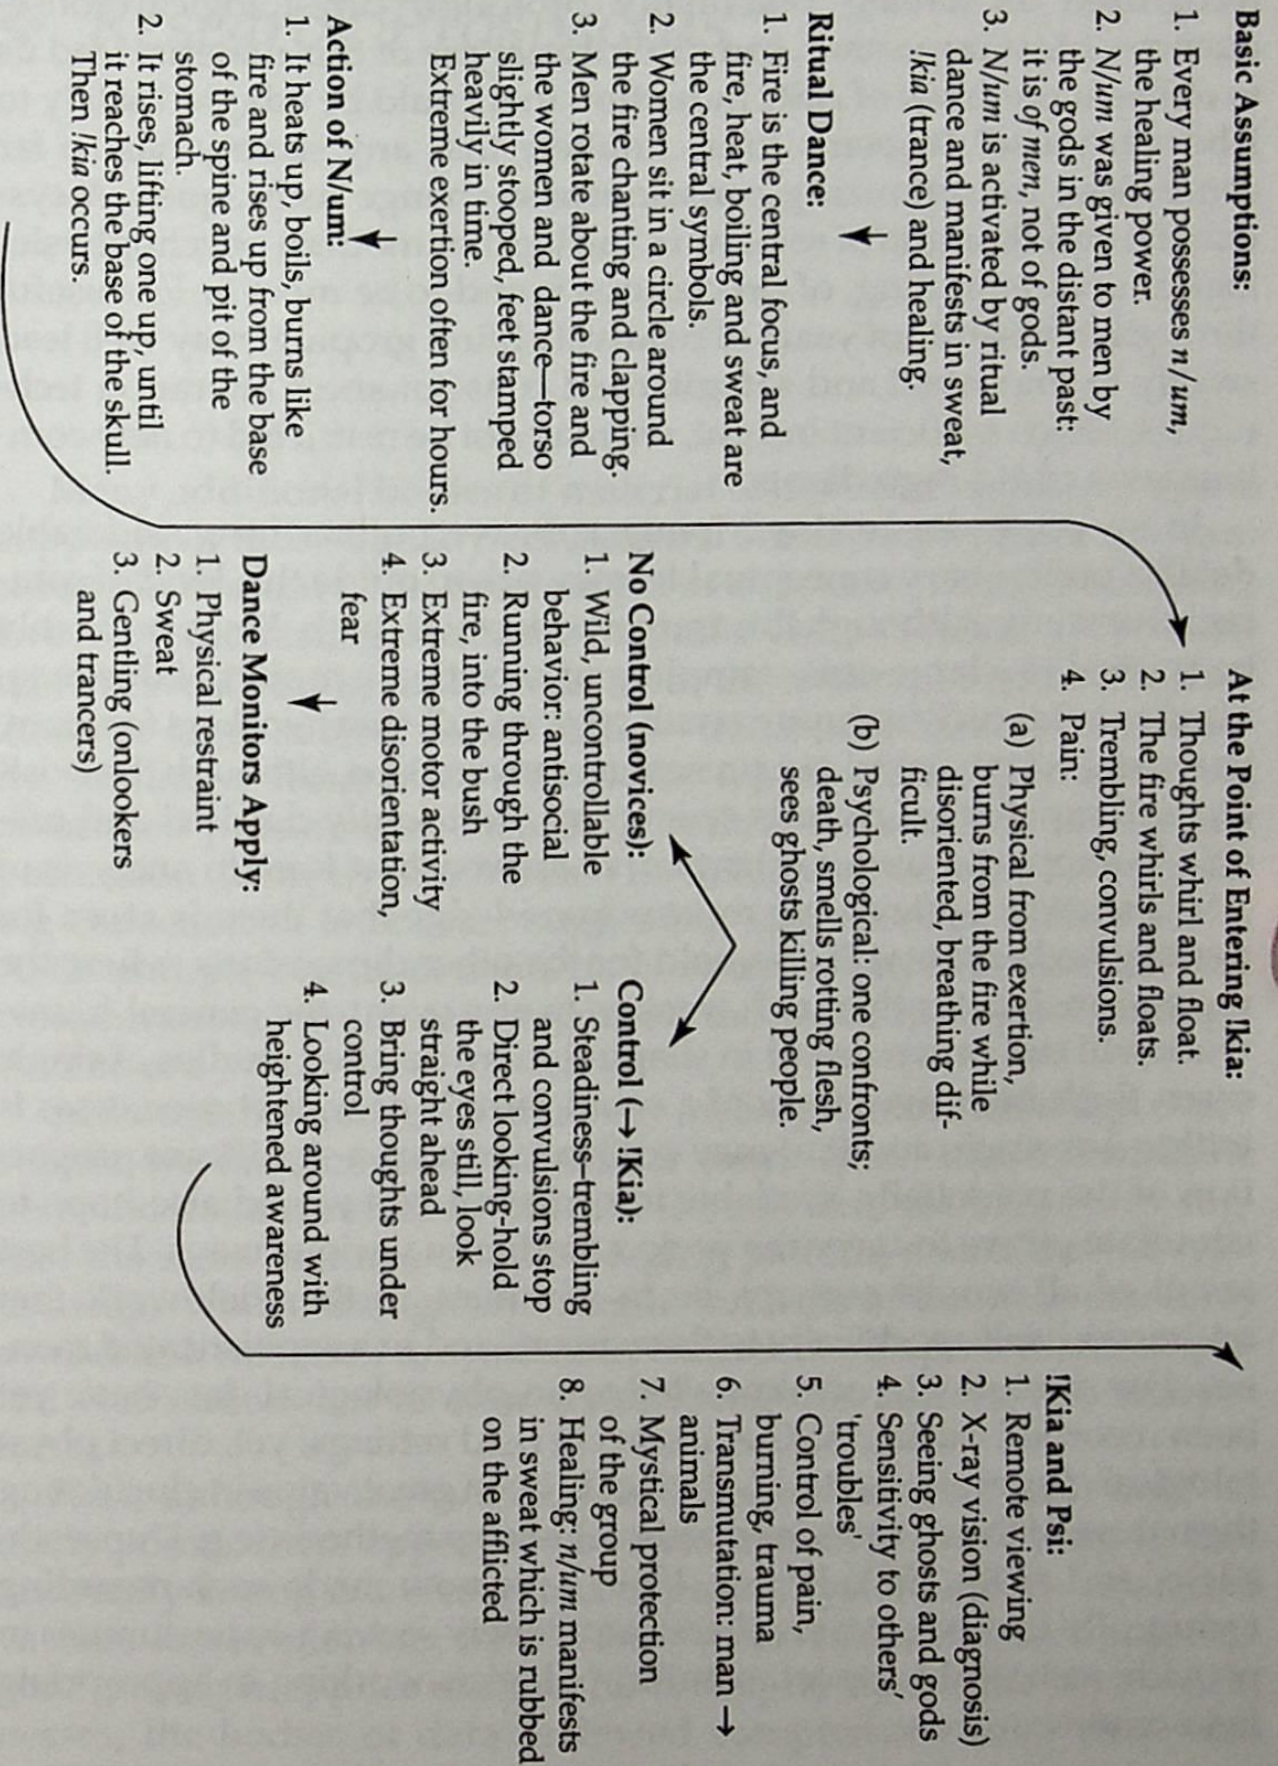 Basic Assumptions:
1. Every man possesses n/um,
the healing power.
2. N/um was given to men by
the gods in the distant past:
it is of men, not of gods.
3. N/um is activated by ritual
dance and manifests in sweat,
!kia (trance) and healing.
Ritual Dance:
1. Fire is the central focus, and
fire, heat, boiling and sweat are
the central symbols.
2. Women sit in a circle around
the fire chanting and clapping.
3. Men rotate about the fire and
the women and dance—torso
slightly stooped, feet stamped
heavily in time.
Extreme exertion often for hours.
Action of N/um:
1. It heats up, boils, burns like
fire and rises up from the base
of the spine and pit of the
stomach.
2. It rises, lifting one up, until
it reaches the base of the skull.
Then !kia occurs.
At the Point of Entering !kia:
1. Thoughts whirl and float.
2. The fire whirls and floats.
3. Trembling, convulsions.
4. Pain:
(a) Physical from exertion,
burns from the fire while
disoriented, breathing dif-
ficult.
(b) Psychological: one confronts;
death, smells rotting flesh,
sees ghosts killing people.
No Control (novices):
1. Wild, uncontrollable
behavior: antisocial
2. Running through the
fire, into the bush
3. Extreme motor activity
4. Extreme disorientation,
fear
Dance Monitors Apply:
1. Physical restraint
2. Sweat
3. Gentling (onlookers
and trancers)
Control (→ !Kia):
1. Steadiness–trembling
and convulsions stop
2. Direct looking-hold
the eyes still, look
straight ahead
3. Bring thoughts under
control
4. Looking around with
heightened awareness
!Kia and Psi:
1. Remote viewing
2. X-ray vision (diagnosis)
3. Seeing ghosts and gods
4. Sensitivity to others'
'troubles'
5. Control of pain,
burning, trauma
6. Transmutation: man →
animals
7. Mystical protection
of the group
8. Healing: n/um manifests
in sweat which is rubbed
on the afflicted